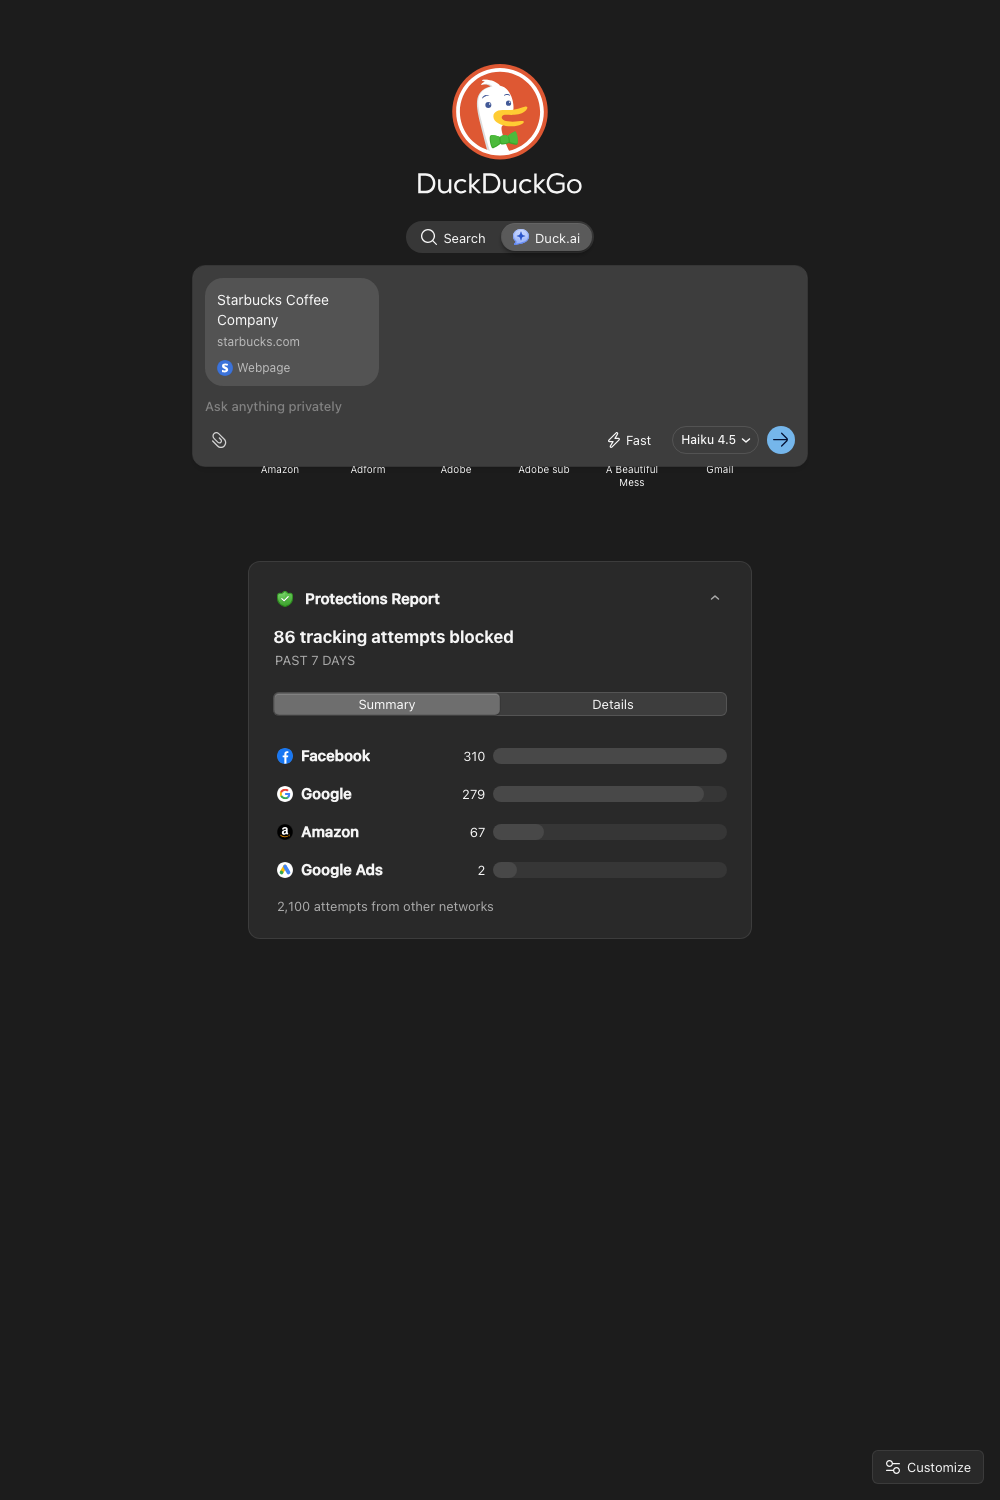 DuckDuckGo
Search
Duck.ai
Starbucks Coffee
Company
starbucks.com
Webpage
Ask anything privately
Fast
Haiku 4.5
Amazon
Adform
Adobe
Adobe sub
A Beautiful
Mess
Gmail
Protections Report
86 tracking attempts blocked
PAST 7 DAYS
Summary
Details
Facebook 310
Google 279
Amazon 67
Google Ads 2
2,100 attempts from other networks
Customize